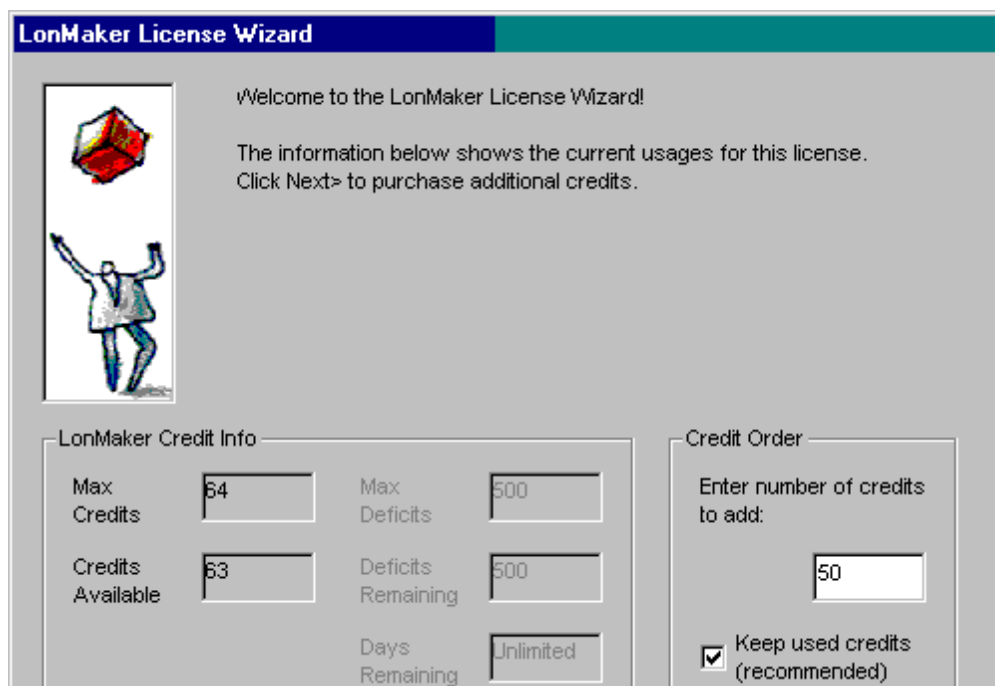 LonMaker License Wizard
Welcome to the LonMaker License Wizard!
The information below shows the current usages for this license.
Click Next> to purchase additional credits.
LonMaker Credit Info
Max
Credits
64
Max
Deficits
500
Credits
Available
63
Deficits
Remaining
500
Days
Remaining
Unlimited
Credit Order
Enter number of credits
to add:
50
Keep used credits
(recommended)